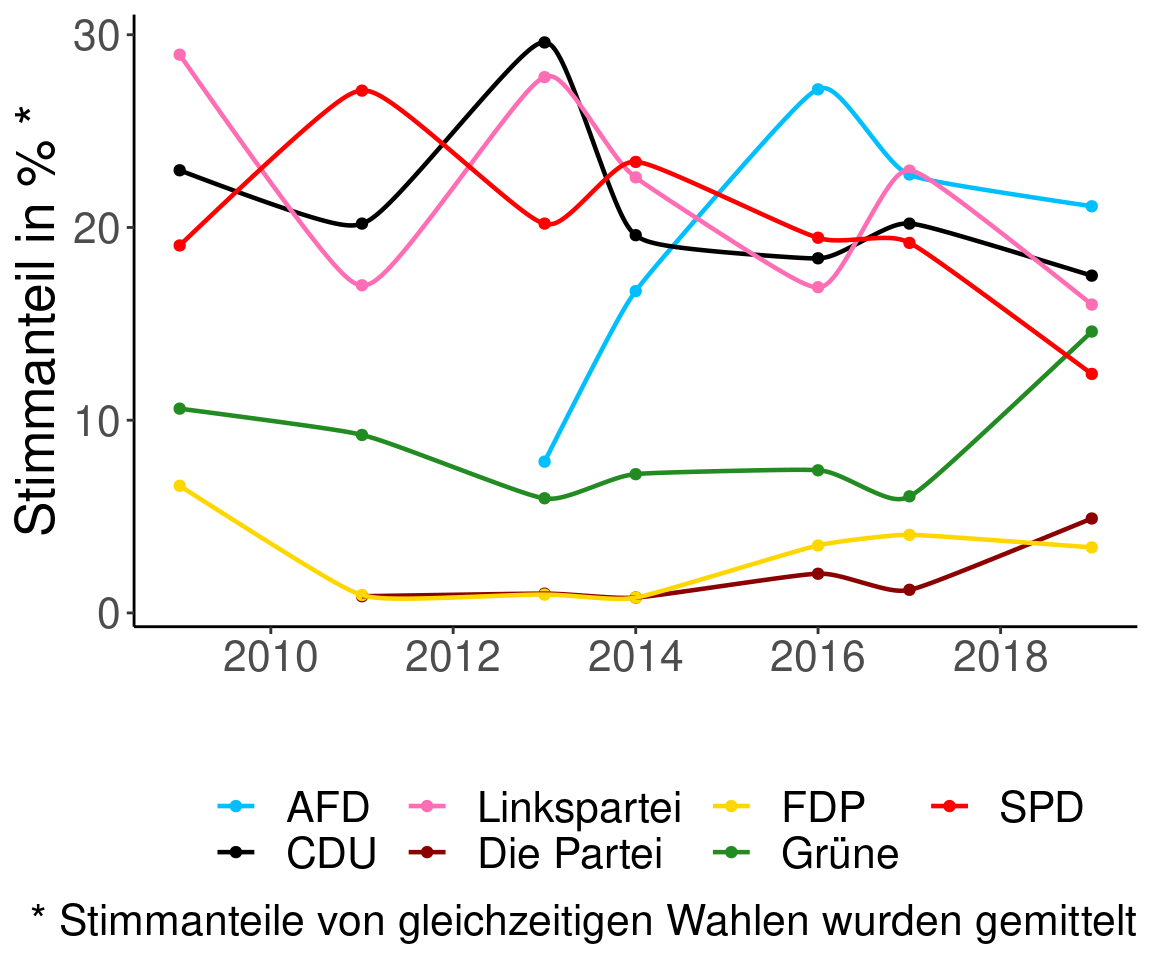 Stimmanteil in % *
30
20
10
0
2010 2012 2014 2016 2018
AFD Linkspartei FDP SPD
CDU Die Partei Grüne
* Stimmanteile von gleichzeitigen Wahlen wurden gemittelt